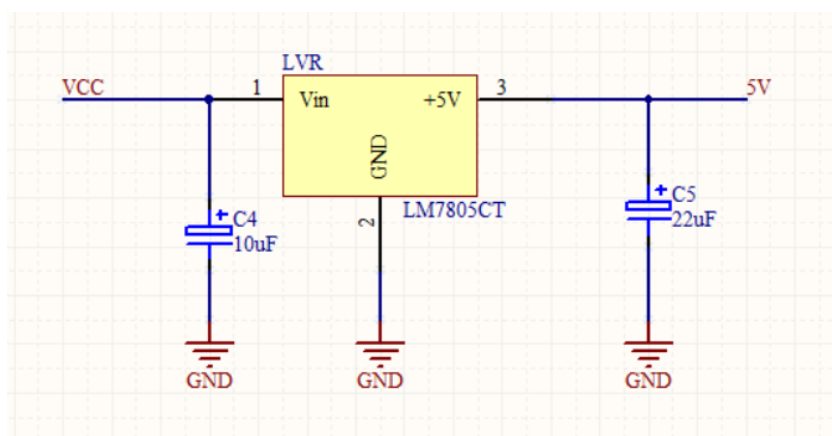 LVR
VCC
1
Vin
+5V
3
5V
GND
2
LM7805CT
C4
10uF
C5
22uF
GND
GND
GND